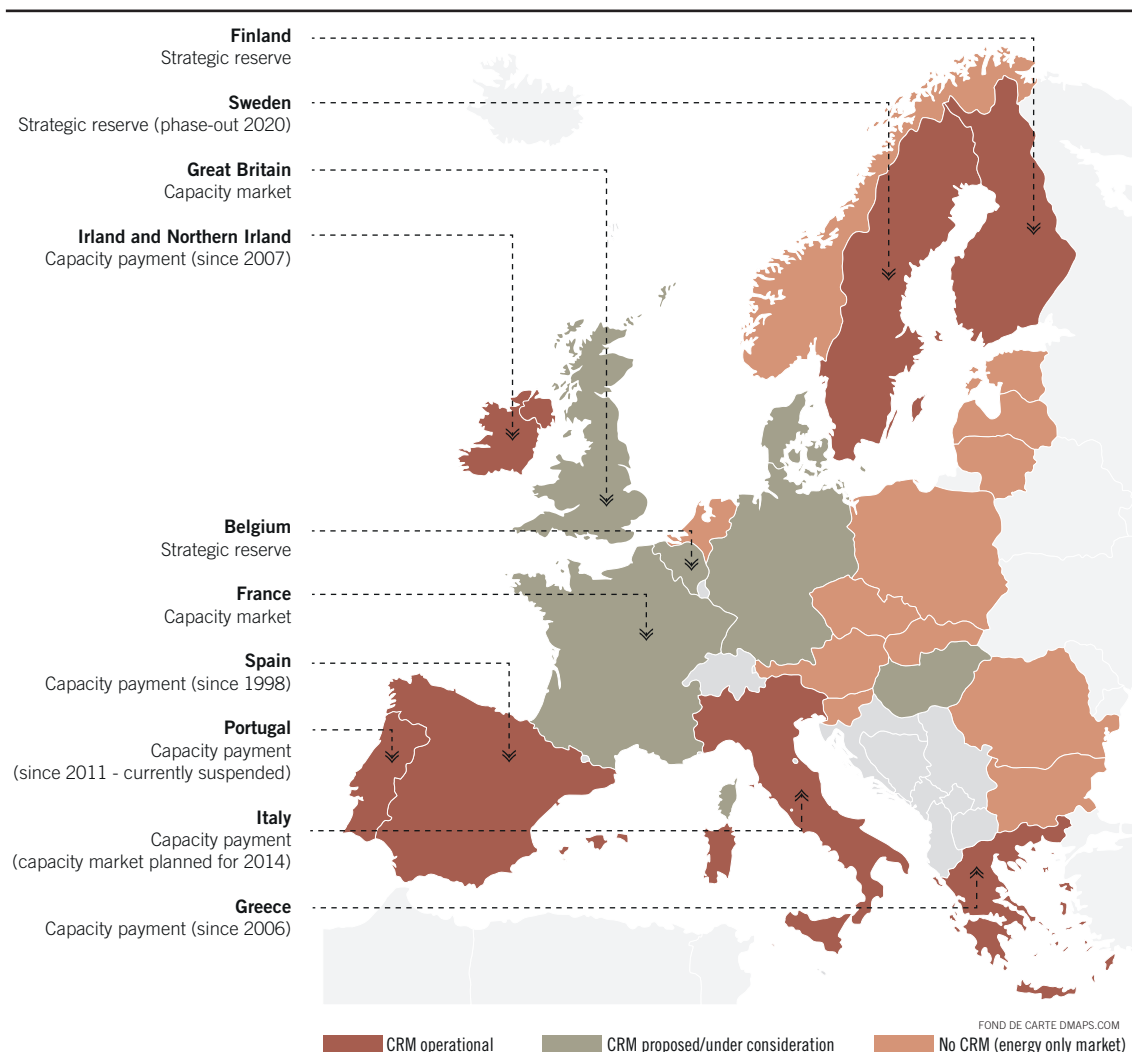 Finland
Strategic reserve
Sweden
Strategic reserve (phase-out 2020)
Great Britain
Capacity market
Irland and Northern Irland
Capacity payment (since 2007)
Belgium
Strategic reserve
France
Capacity market
Spain
Capacity payment (since 1998)
Portugal
Capacity payment
(since 2011 - currently suspended)
Italy
Capacity payment
(capacity market planned for 2014)
Greece
Capacity payment (since 2006)
FOND DE CARTE DMAPS.COM
CRM operational
CRM proposed/under consideration
No CRM (energy only market)